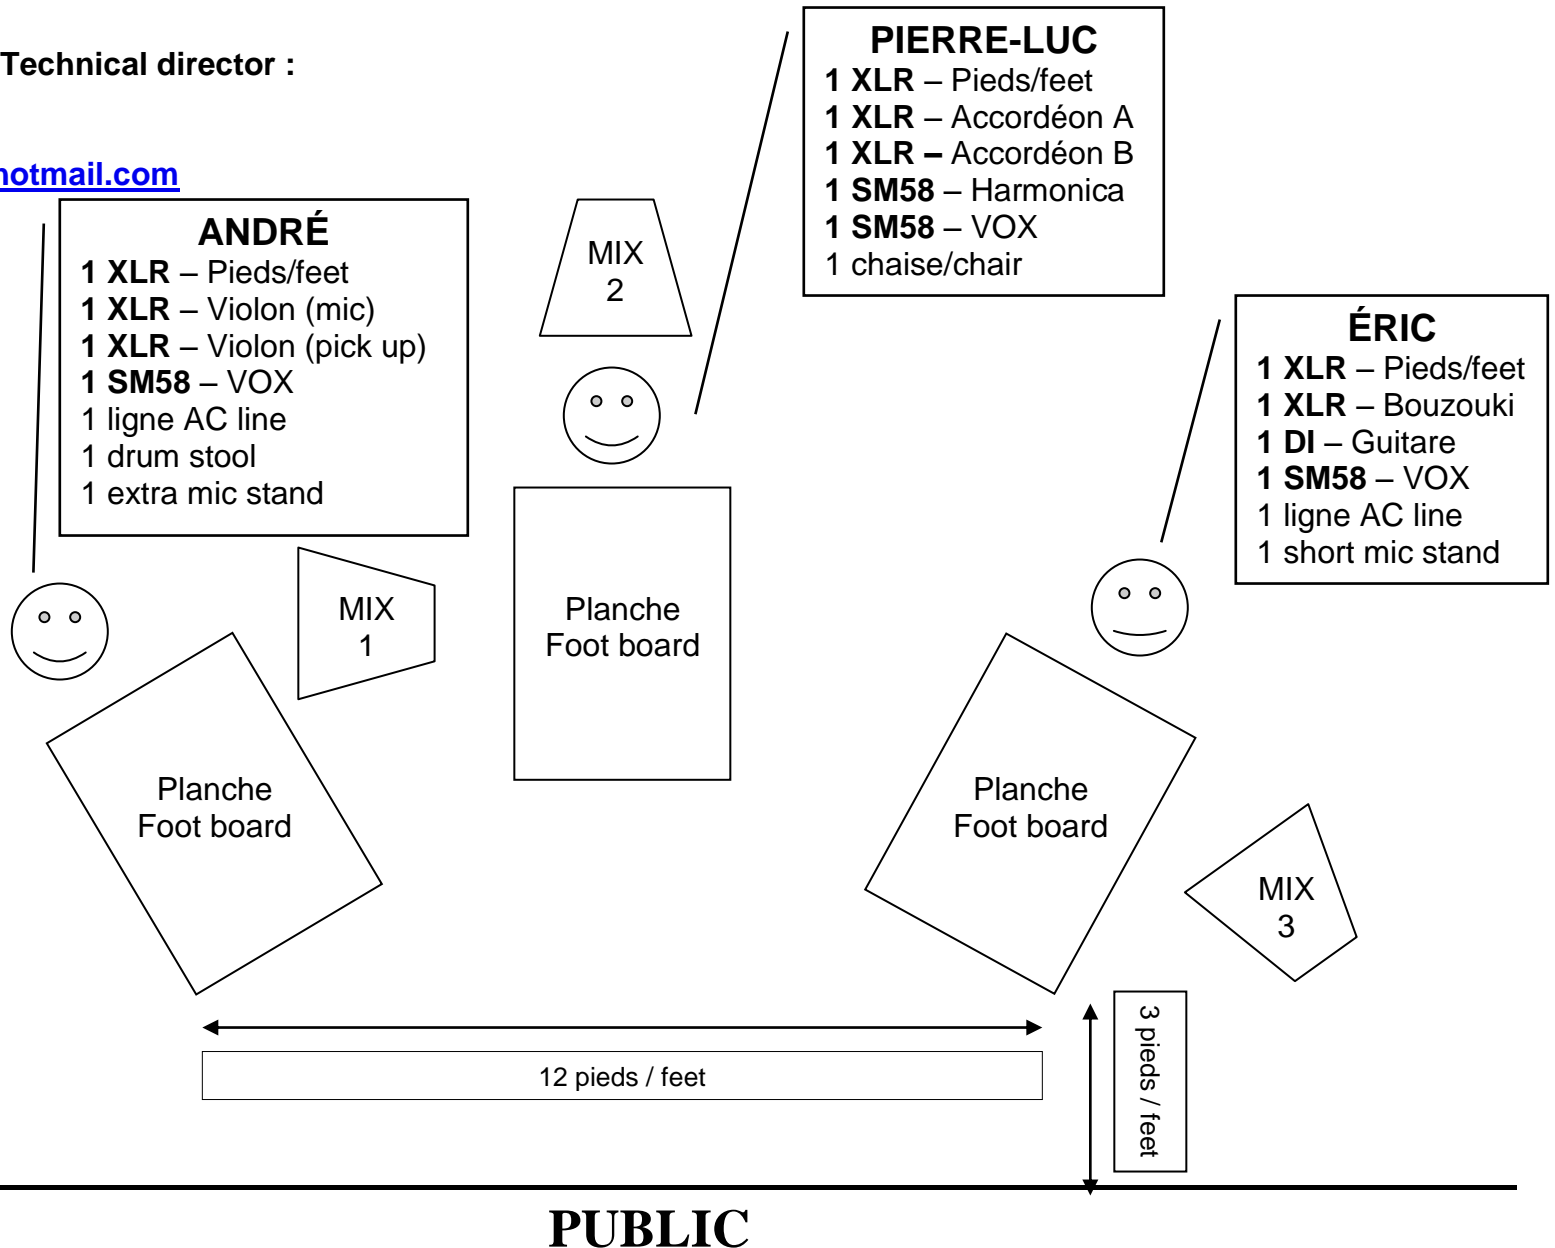 Technical director :
hotmail.com
PIERRE-LUC
1 XLR – Pieds/feet
1 XLR – Accordéon A
1 XLR – Accordéon B
1 SM58 – Harmonica
1 SM58 – VOX
1 chaise/chair
ANDRÉ
1 XLR – Pieds/feet
1 XLR – Violon (mic)
1 XLR – Violon (pick up)
1 SM58 – VOX
1 ligne AC line
1 drum stool
1 extra mic stand
MIX
2
ÉRIC
1 XLR – Pieds/feet
1 XLR – Bouzouki
1 DI – Guitare
1 SM58 – VOX
1 ligne AC line
1 short mic stand
MIX
1
Planche
Foot board
Planche
Foot board
Planche
Foot board
MIX
3
12 pieds / feet
3 pieds / feet
PUBLIC